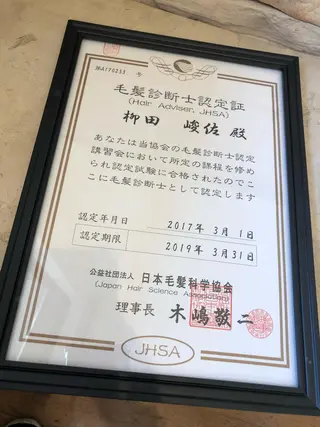 JHA170233 号
毛髪診断士認定証
(Hair Adviser, JHSA)
柳田 峻佐 殿
あなたは当協会の毛髪診断士認定
講習会において所定の課程を修め
られ認定試験に合格されたのでこ
こに毛髪診断士として認定します
認定年月日 2017年 3月 1日
認定期限 2019年 3月 31日
公益社団法人 日本毛髪科学協会
(Japan Hair Science Association)
理事長 木嶋敬二
JHSA